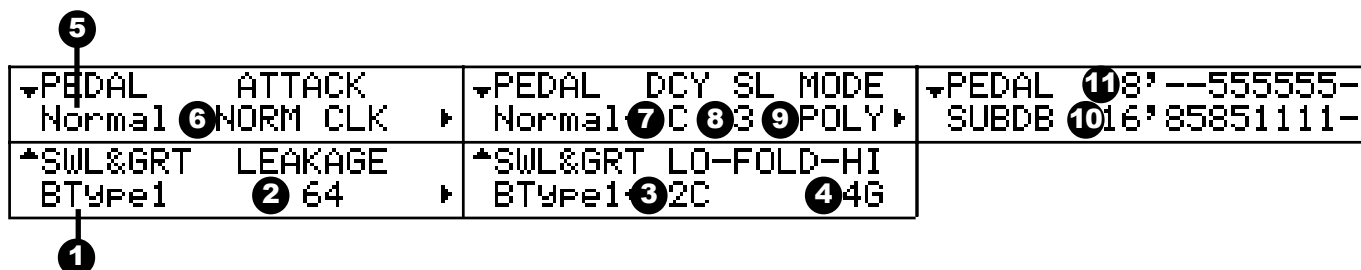 5
PEDAL ATTACK
Normal 6 NORM CLK
PEDAL DCY SL MODE
Normal 7 C 8 3 9 POLY
PEDAL 11 8'--555555-
SUBDB 10 16'85851111-
SWL&GRT LEAKAGE
BType1 2 64
SWL&GRT LO-FOLD-HI
BType1 3 2C 4 4G
1